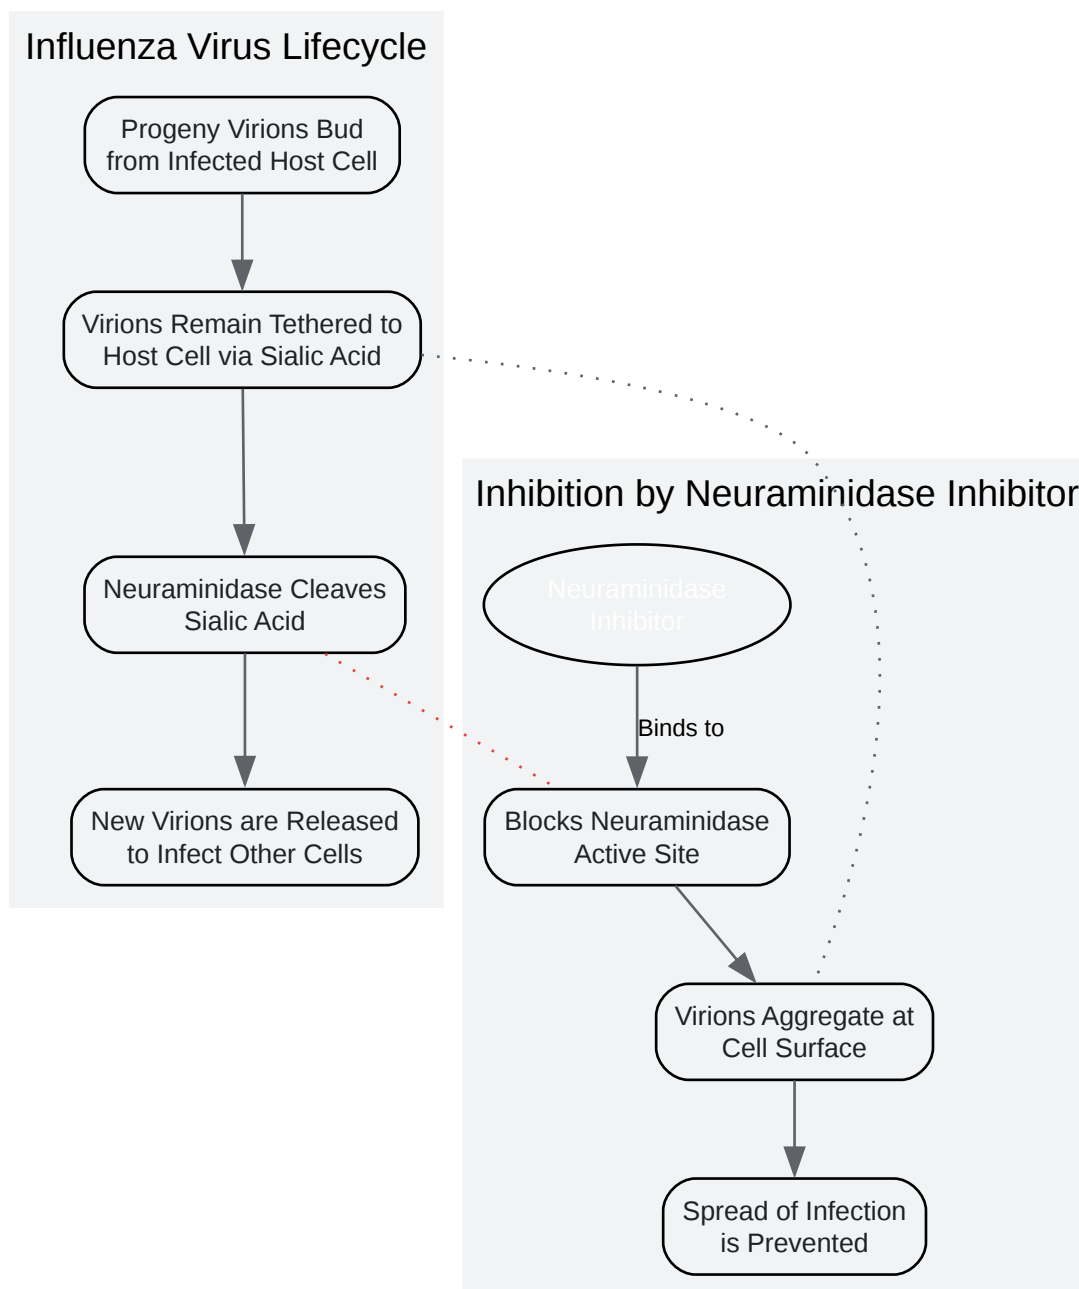 Influenza Virus Lifecycle
Progeny Virions Bud
from Infected Host Cell
Virions Remain Tethered to
Host Cell via Sialic Acid
Neuraminidase Cleaves
Sialic Acid
New Virions are Released
to Infect Other Cells
Inhibition by Neuraminidase Inhibitor
Neuraminidase
Inhibitor
Binds to
Blocks Neuraminidase
Active Site
Virions Aggregate at
Cell Surface
Spread of Infection
is Prevented